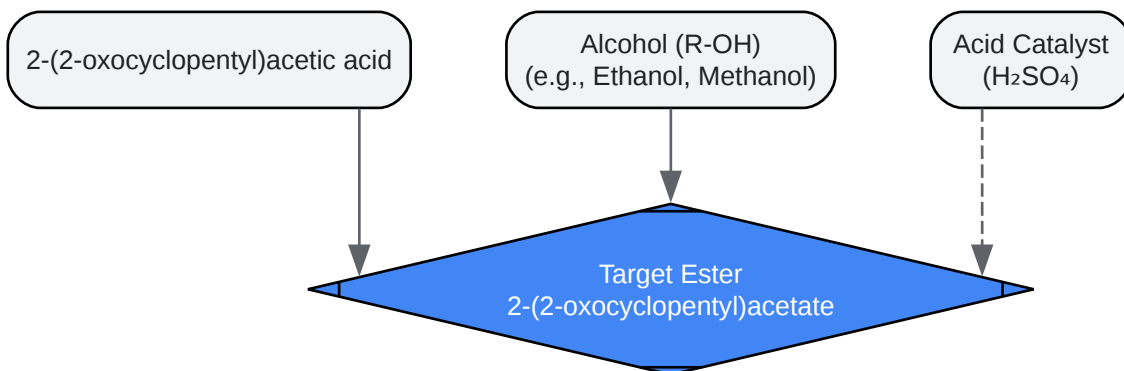 2-(2-oxocyclopentyl)acetic acid
Alcohol (R-OH)
(e.g., Ethanol, Methanol)
Acid Catalyst
(H₂SO₄)
Target Ester
2-(2-oxocyclopentyl)acetate